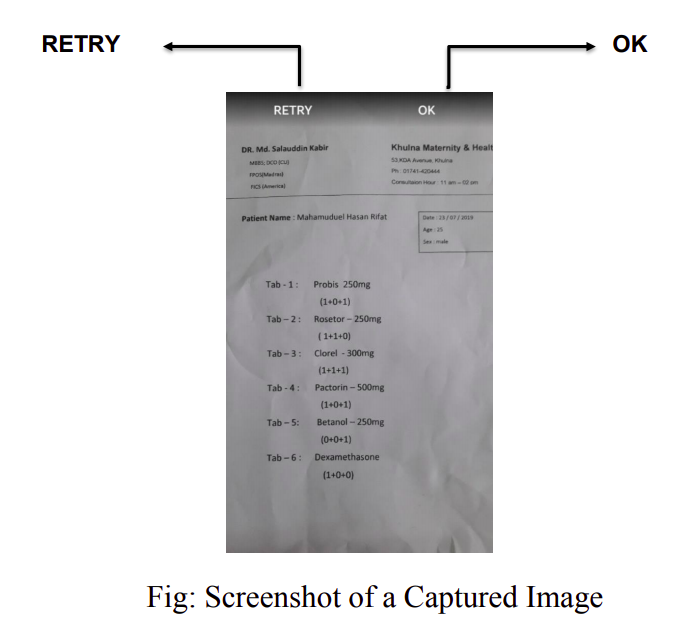 RETRY OK
RETRY OK
DR. Md. Salauddin Kabir
MBBS; DCO (CU)
FPOS(Madras)
FICS (America)
Khulna Maternity & Healt
53,KDA Avenue, Khulna
Ph : 01741-420444
Consultasion Hour : 11 am – 02 pm
Patient Name : Mahamuduel Hasan Rifat
Date : 23 / 07 / 2019
Age : 25
Sex : male
Tab - 1 : Probis 250mg
(1+0+1)
Tab – 2 : Rosetor – 250mg
( 1+1+0)
Tab – 3 : Clorel - 300mg
(1+1+1)
Tab - 4 : Pactorin – 500mg
(1+0+1)
Tab – 5: Betanol – 250mg
(0+0+1)
Tab – 6 : Dexamethasone
(1+0+0)
Fig: Screenshot of a Captured Image